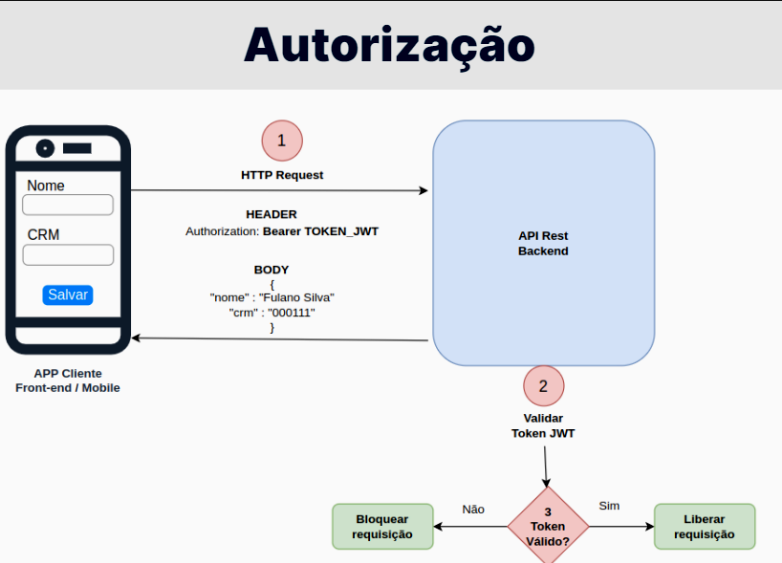 Autorização
1
HTTP Request
Nome
CRM
Salvar
HEADER
Authorization: Bearer TOKEN_JWT
BODY
{
"nome" : "Fulano Silva"
"crm" : "000111"
}
API Rest
Backend
APP Cliente
Front-end / Mobile
2
Validar
Token JWT
3
Token
Válido?
Não
Bloquear
requisição
Sim
Liberar
requisição